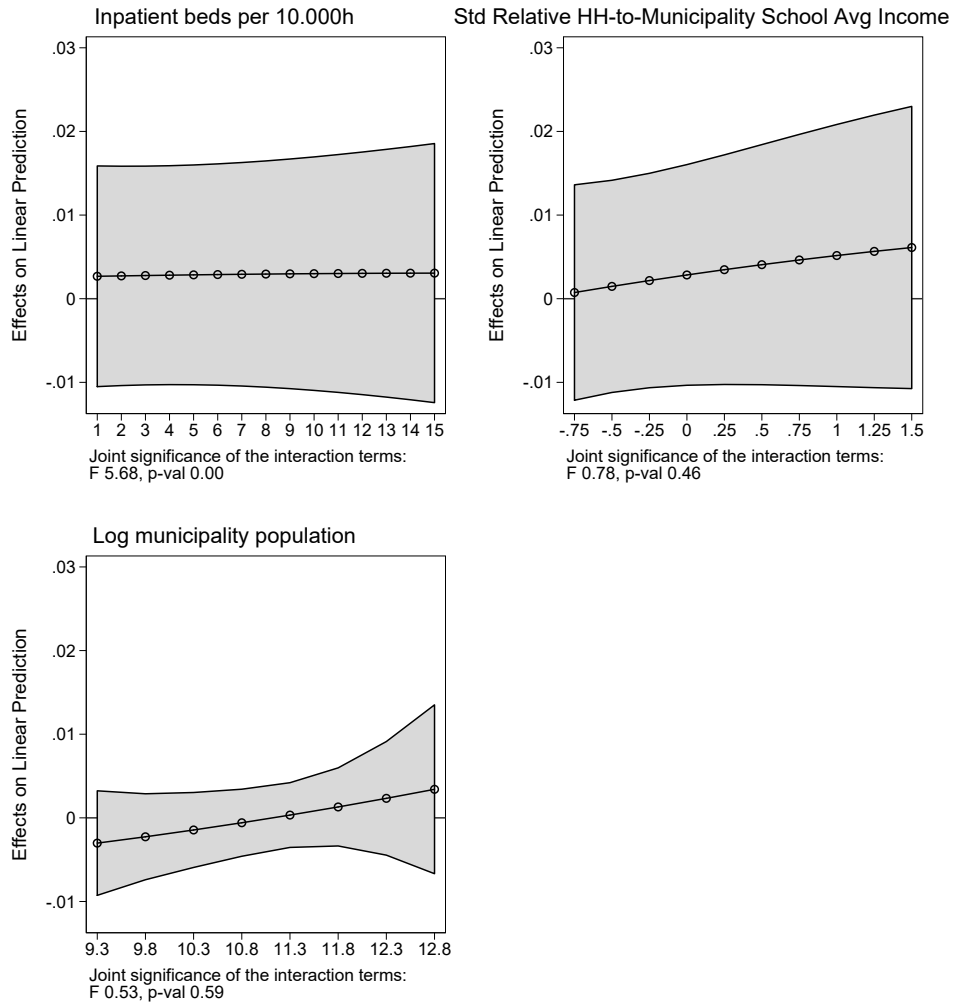 Inpatient beds per 10.000h
Effects on Linear Prediction
.03
.02
.01
0
-.01
1 2 3 4 5 6 7 8 9 10 11 12 13 14 15
Joint significance of the interaction terms:
F 5.68, p-val 0.00
Std Relative HH-to-Municipality School Avg Income
Effects on Linear Prediction
.03
.02
.01
0
-.01
-.75 -.5 -.25 0 .25 .5 .75 1 1.25 1.5
Joint significance of the interaction terms:
F 0.78, p-val 0.46
Log municipality population
Effects on Linear Prediction
.03
.02
.01
0
-.01
9.3 9.8 10.3 10.8 11.3 11.8 12.3 12.8
Joint significance of the interaction terms:
F 0.53, p-val 0.59